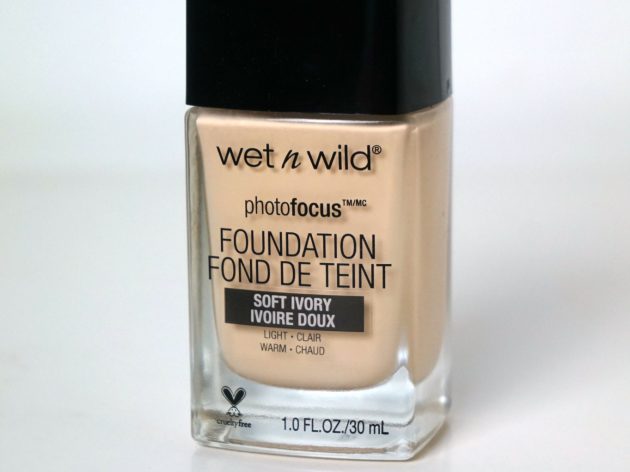 wet n wild®
photofocus™/MC
FOUNDATION
FOND DE TEINT
SOFT IVORY
IVOIRE DOUX
LIGHT • CLAIR
WARM • CHAUD
crueltyfree
1.0 FL.OZ./30 mL